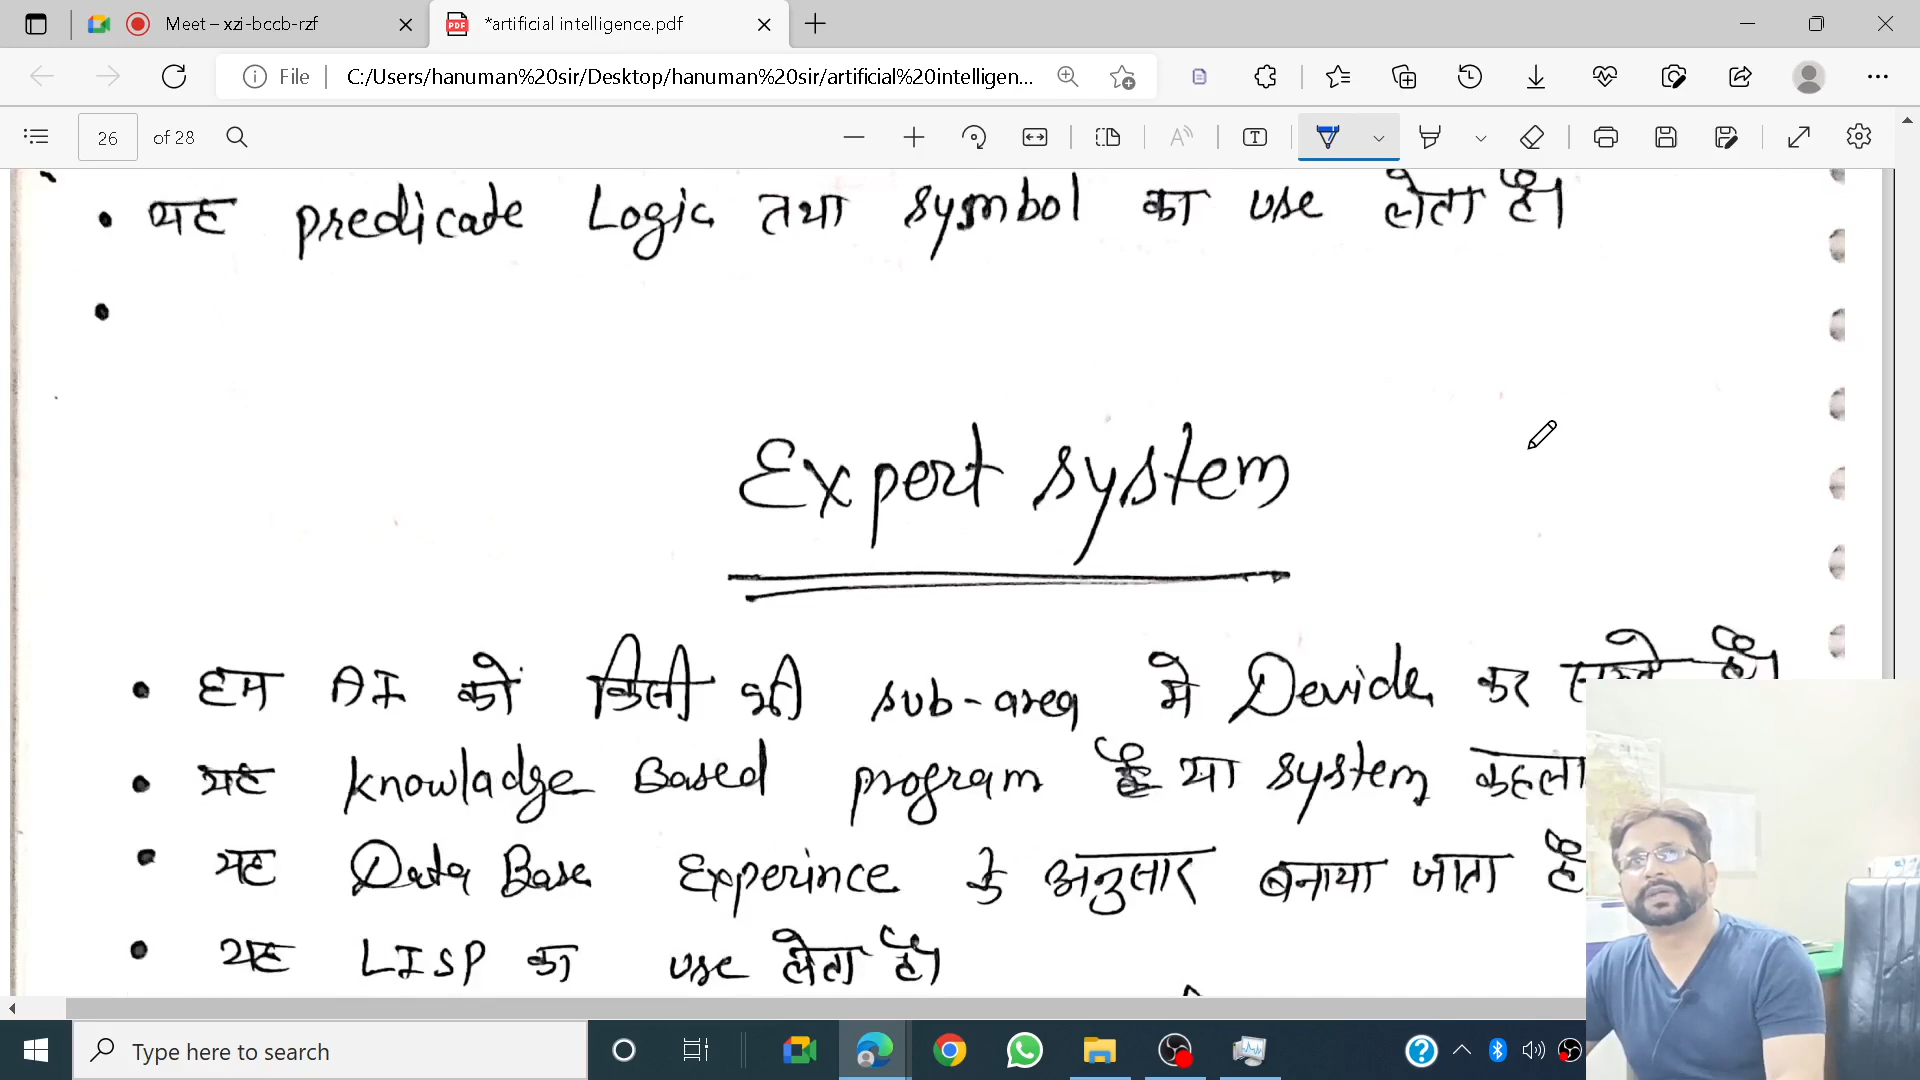 Meet – xzi-bccb-rzf
*artificial intelligence.pdf
File
C:/Users/hanuman%20sir/Desktop/hanuman%20sir/artificial%20intelligen...
26 of 28
यह predicate Logic तथा symbol का use लेता है।
Expert system
हम AI को किसी भी sub-area मे Devide कर सकते है।
यह knowladge Based program है या system कहला
यह Data Base Experince के अनुसार बनाया जाता है
यह LISP का use लेता है।
Type here to search